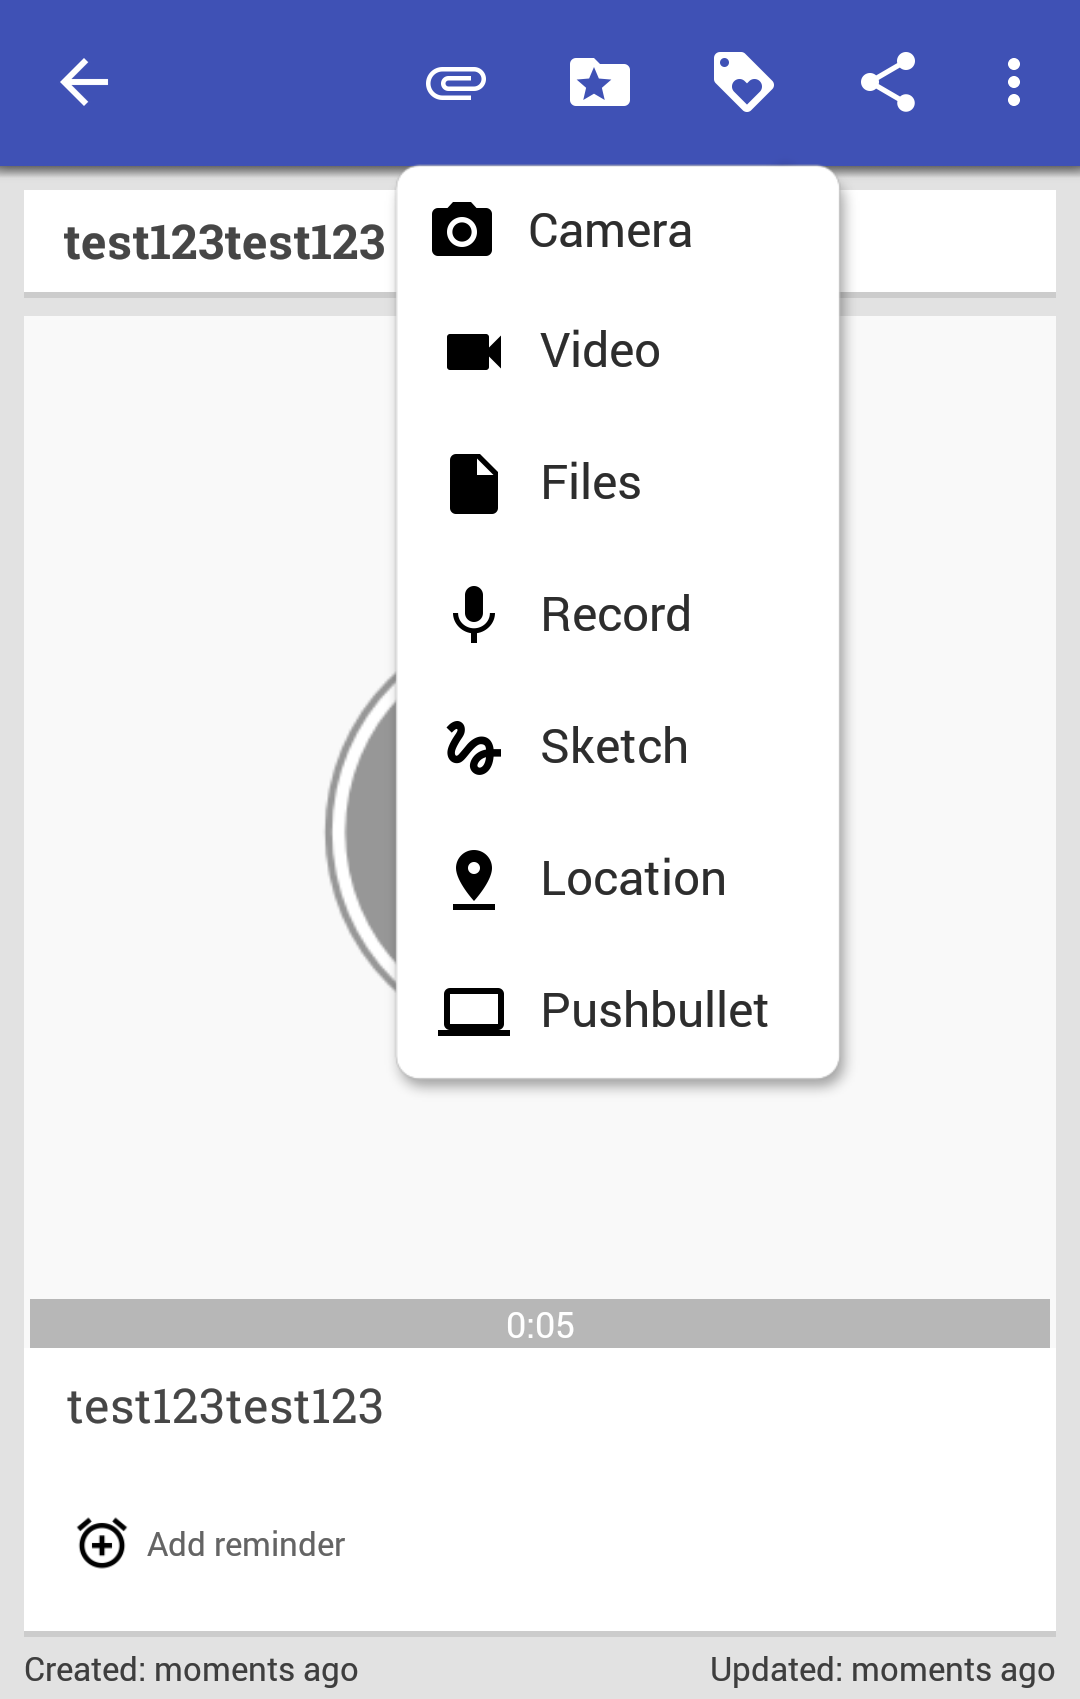 test123test123
Camera
Video
Files
Record
Sketch
Location
Pushbullet
0:05
test123test123
Add reminder
Created: moments ago
Updated: moments ago